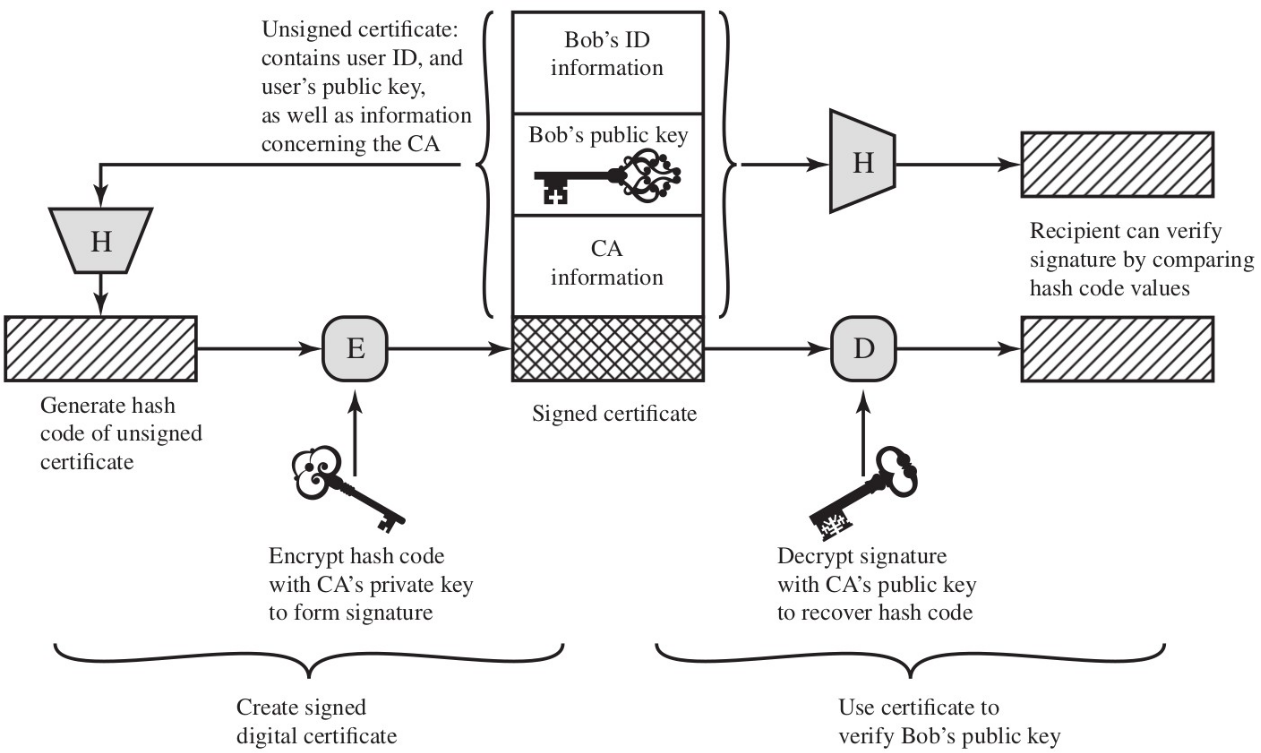 Unsigned certificate:
contains user ID, and
user's public key,
as well as information
concerning the CA
Bob's ID
information
Bob's public key
CA
information
H
H
Recipient can verify
signature by comparing
hash code values
E
D
Generate hash
code of unsigned
certificate
Signed certificate
Encrypt hash code
with CA's private key
to form signature
Decrypt signature
with CA's public key
to recover hash code
Create signed
digital certificate
Use certificate to
verify Bob's public key